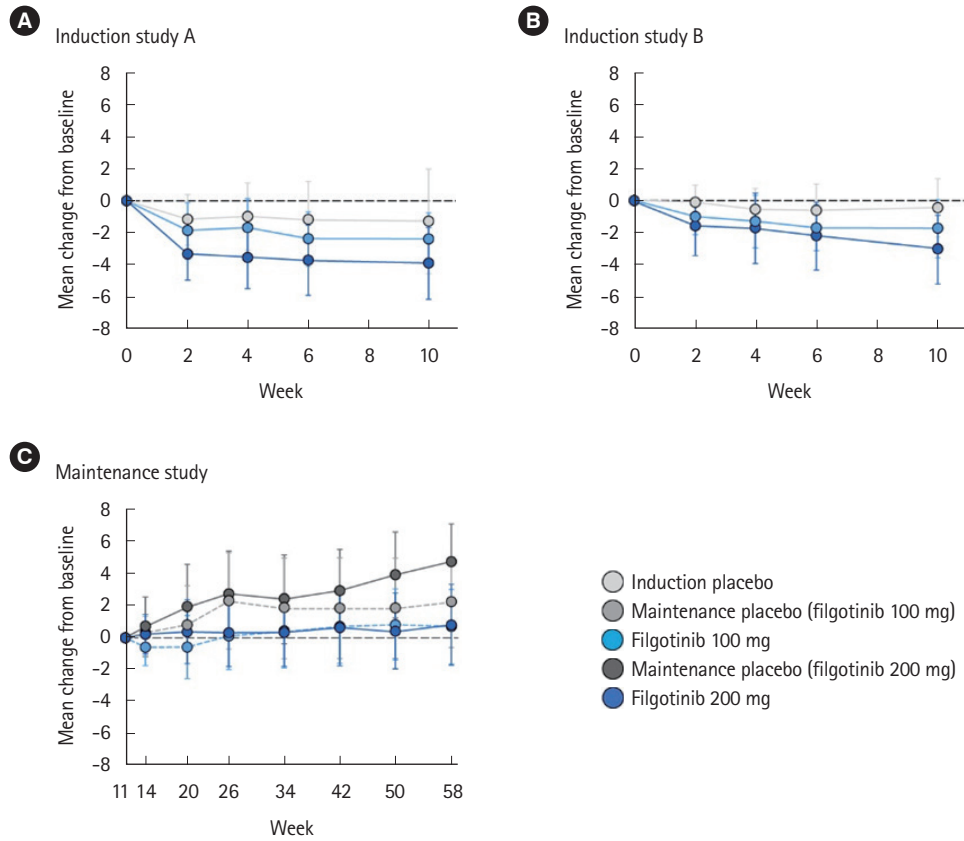 A
Induction study A
Mean change from baseline
8
6
4
2
0
-2
-4
-6
-8
0 2 4 6 8 10
Week
B
Induction study B
Mean change from baseline
8
6
4
2
0
-2
-4
-6
-8
0 2 4 6 8 10
Week
C
Maintenance study
Mean change from baseline
8
6
4
2
0
-2
-4
-6
-8
11 14 20 26 34 42 50 58
Week
Induction placebo
Maintenance placebo (filgotinib 100 mg)
Filgotinib 100 mg
Maintenance placebo (filgotinib 200 mg)
Filgotinib 200 mg